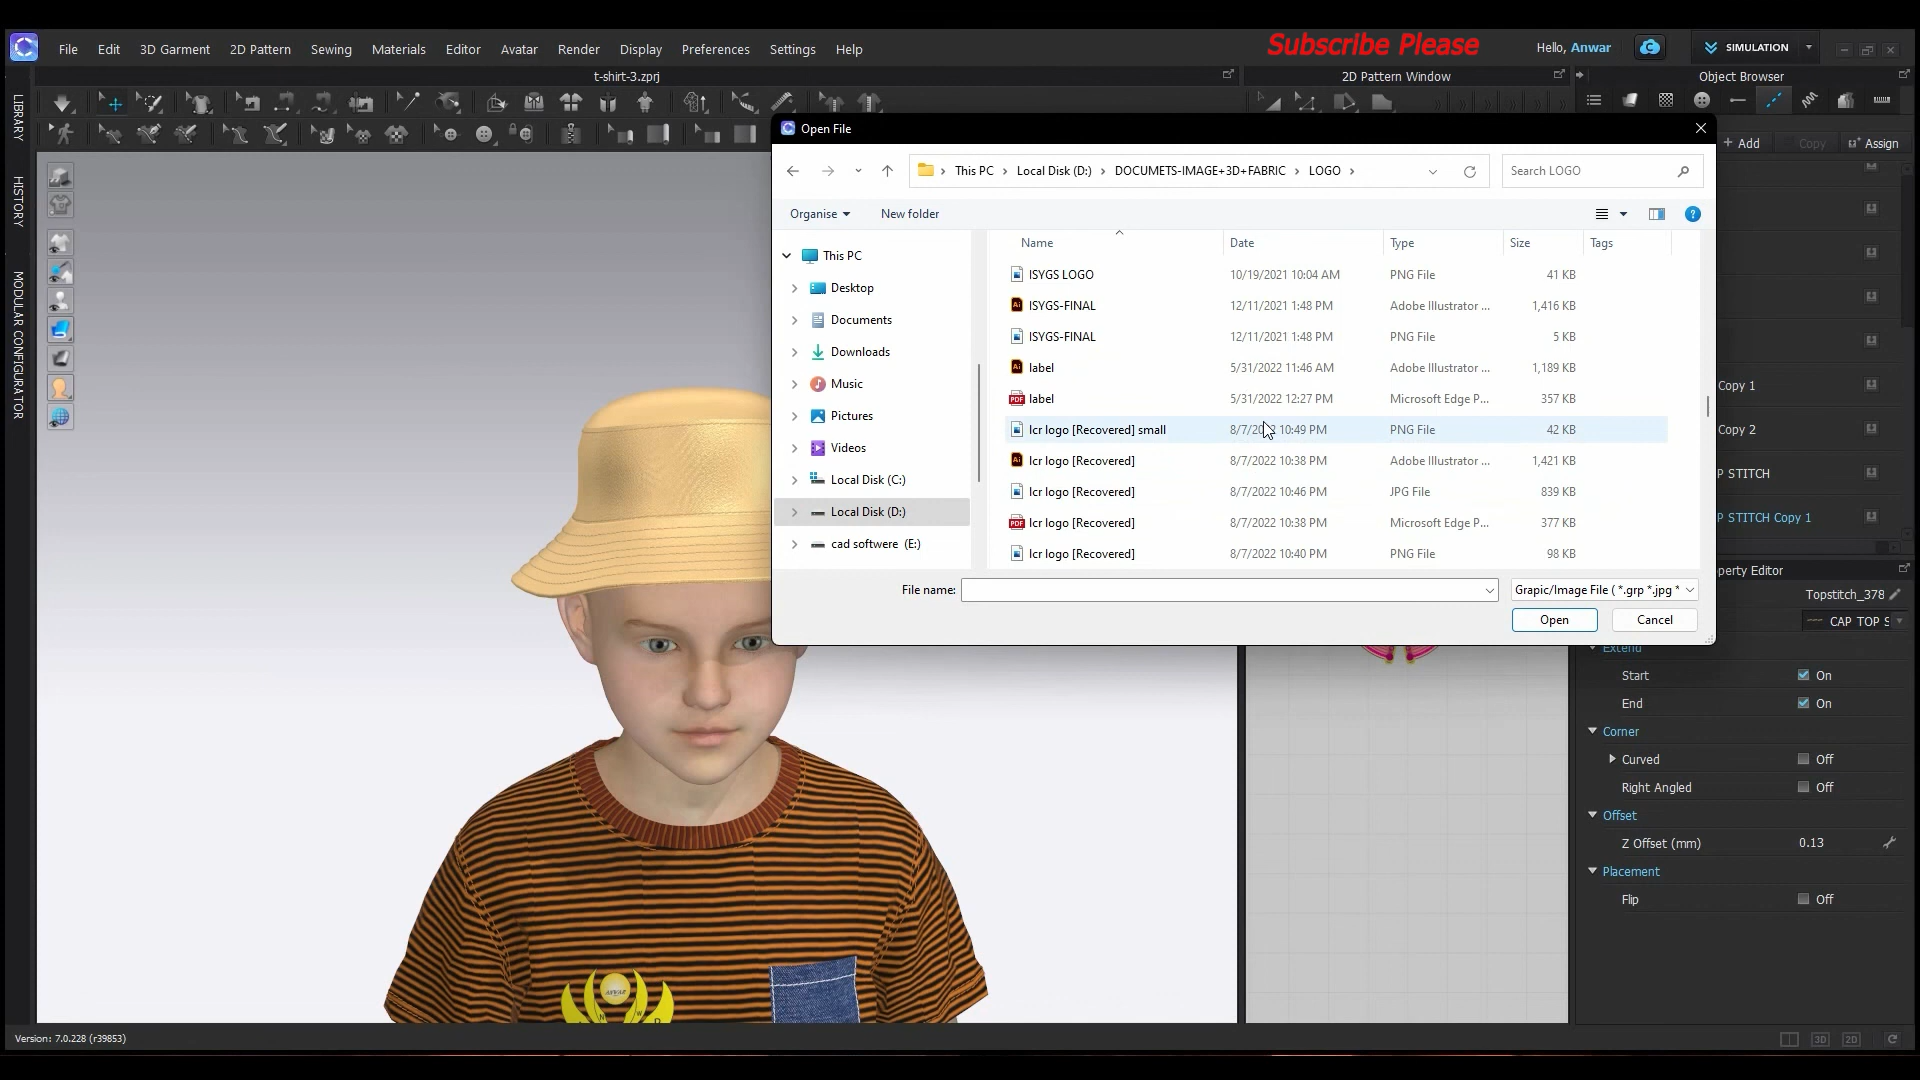 File Edit 3D Garment 2D Pattern Sewing Materials Editor Avatar Render Display Preferences Settings Help
Subscribe Please
Hello, Anwar
SIMULATION
t-shirt-3.zprj
2D Pattern Window
Object Browser
LIBRARY
HISTORY
MODULAR CONFIGURATOR
Open File
This PC > Local Disk (D:) > DOCUMETS-IMAGE+3D+FABRIC > LOGO >
Search LOGO
Organise New folder
Name Date Type Size Tags
This PC
Desktop
Documents
Downloads
Music
Pictures
Videos
Local Disk (C:)
Local Disk (D:)
cad softwere (E:)
ISYGS LOGO 10/19/2021 10:04 AM PNG File 41 KB
ISYGS-FINAL 12/11/2021 1:48 PM Adobe Illustrator ... 1,416 KB
ISYGS-FINAL 12/11/2021 1:48 PM PNG File 5 KB
label 5/31/2022 11:46 AM Adobe Illustrator ... 1,189 KB
label 5/31/2022 12:27 PM Microsoft Edge P... 357 KB
lcr logo [Recovered] small 8/7/2022 10:49 PM PNG File 42 KB
lcr logo [Recovered] 8/7/2022 10:38 PM Adobe Illustrator ... 1,421 KB
lcr logo [Recovered] 8/7/2022 10:46 PM JPG File 839 KB
lcr logo [Recovered] 8/7/2022 10:38 PM Microsoft Edge P... 377 KB
lcr logo [Recovered] 8/7/2022 10:40 PM PNG File 98 KB
File name:
Grapic/Image File ( *.grp *.jpg *
Open Cancel
+ Add Copy Assign
Copy 1
Copy 2
P STITCH
P STITCH Copy 1
perty Editor
Topstitch_378
CAP TOP S
Extend
Start On
End On
Corner
Curved Off
Right Angled Off
Offset
Z Offset (mm) 0.13
Placement
Flip Off
Version: 7.0.228 (r39853)
3D 2D